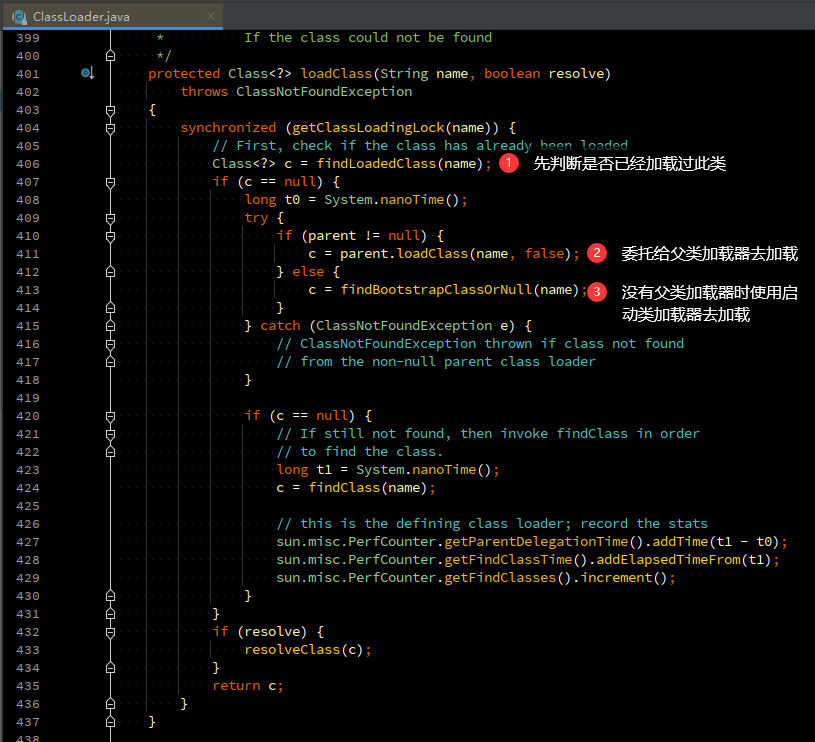 ClassLoader.java
399 * If the class could not be found
400 */
401 protected Class<?> loadClass(String name, boolean resolve)
402 throws ClassNotFoundException
403 {
404 synchronized (getClassLoadingLock(name)) {
405 // First, check if the class has already been loaded
406 Class<?> c = findLoadedClass(name); 1 先判断是否已经加载过此类
407 if (c == null) {
408 long t0 = System.nanoTime();
409 try {
410 if (parent != null) {
411 c = parent.loadClass(name, false); 2 委托给父类加载器去加载
412 } else {
413 c = findBootstrapClassOrNull(name); 3 没有父类加载器时使用启
414 }
动类加载器去加载
415 } catch (ClassNotFoundException e) {
416 // ClassNotFoundException thrown if class not found
417 // from the non-null parent class loader
418 }
419
420 if (c == null) {
421 // If still not found, then invoke findClass in order
422 // to find the class.
423 long t1 = System.nanoTime();
424 c = findClass(name);
425
426 // this is the defining class loader; record the stats
427 sun.misc.PerfCounter.getParentDelegationTime().addTime(t1 - t0);
428 sun.misc.PerfCounter.getFindClassTime().addElapsedTimeFrom(t1);
429 sun.misc.PerfCounter.getFindClasses().increment();
430 }
431 }
432 if (resolve) {
433 resolveClass(c);
434 }
435 return c;
436 }
437 }
438